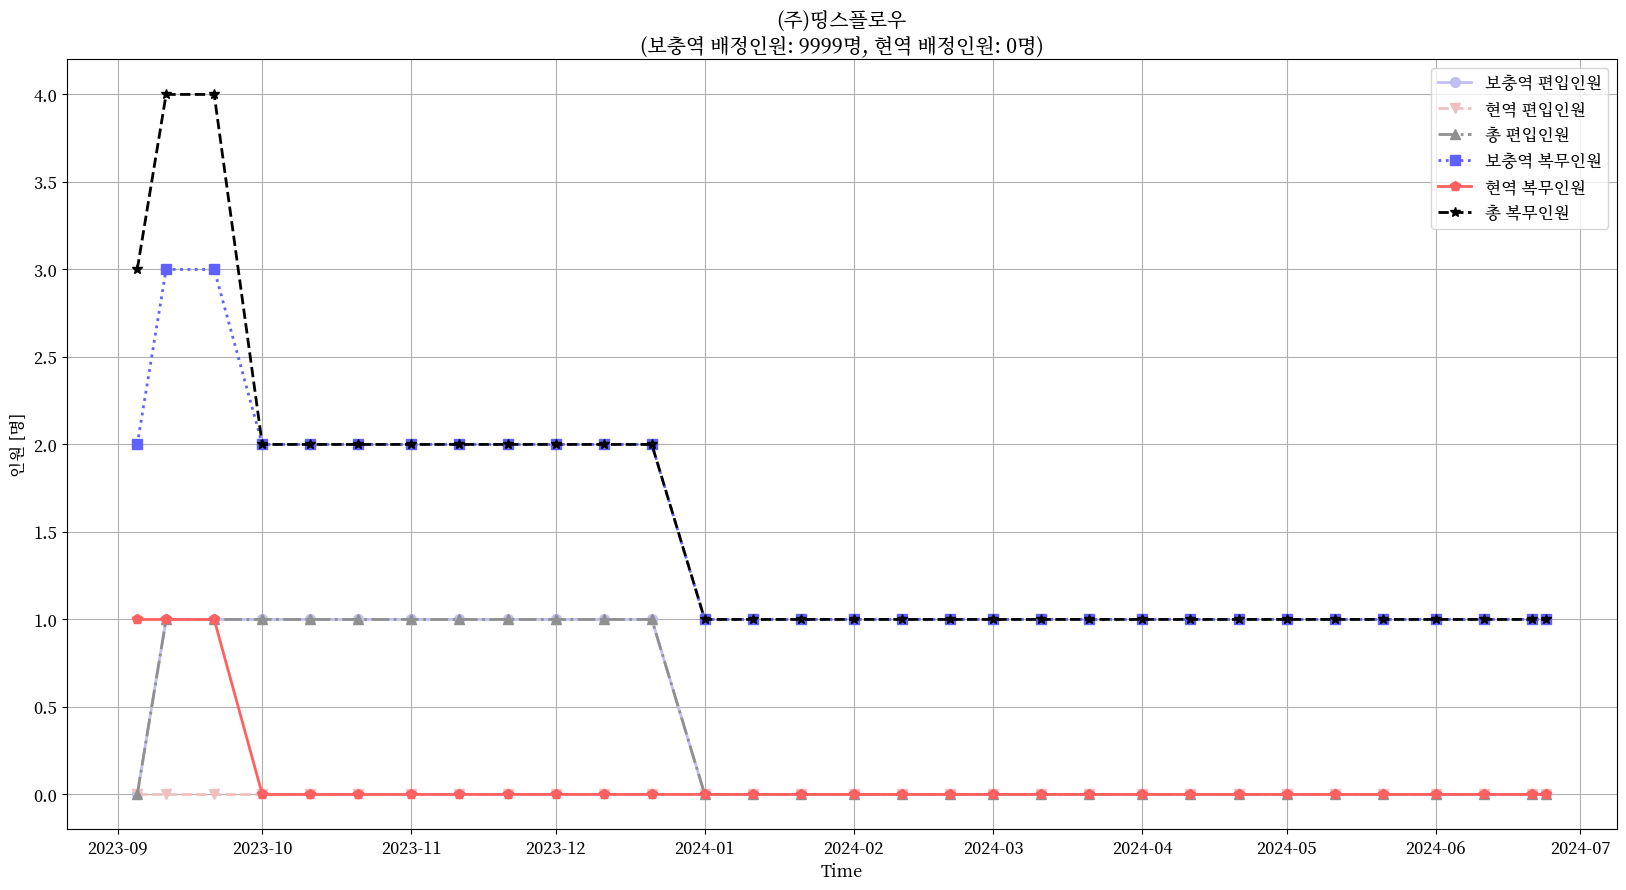 (주)띵스플로우
(보충역 배정인원: 9999명, 현역 배정인원: 0명)
보충역 편입인원
현역 편입인원
총 편입인원
보충역 복무인원
현역 복무인원
총 복무인원
인원 [명]
4.0
3.5
3.0
2.5
2.0
1.5
1.0
0.5
0.0
2023-09 2023-10 2023-11 2023-12 2024-01 2024-02 2024-03 2024-04 2024-05 2024-06 2024-07
Time